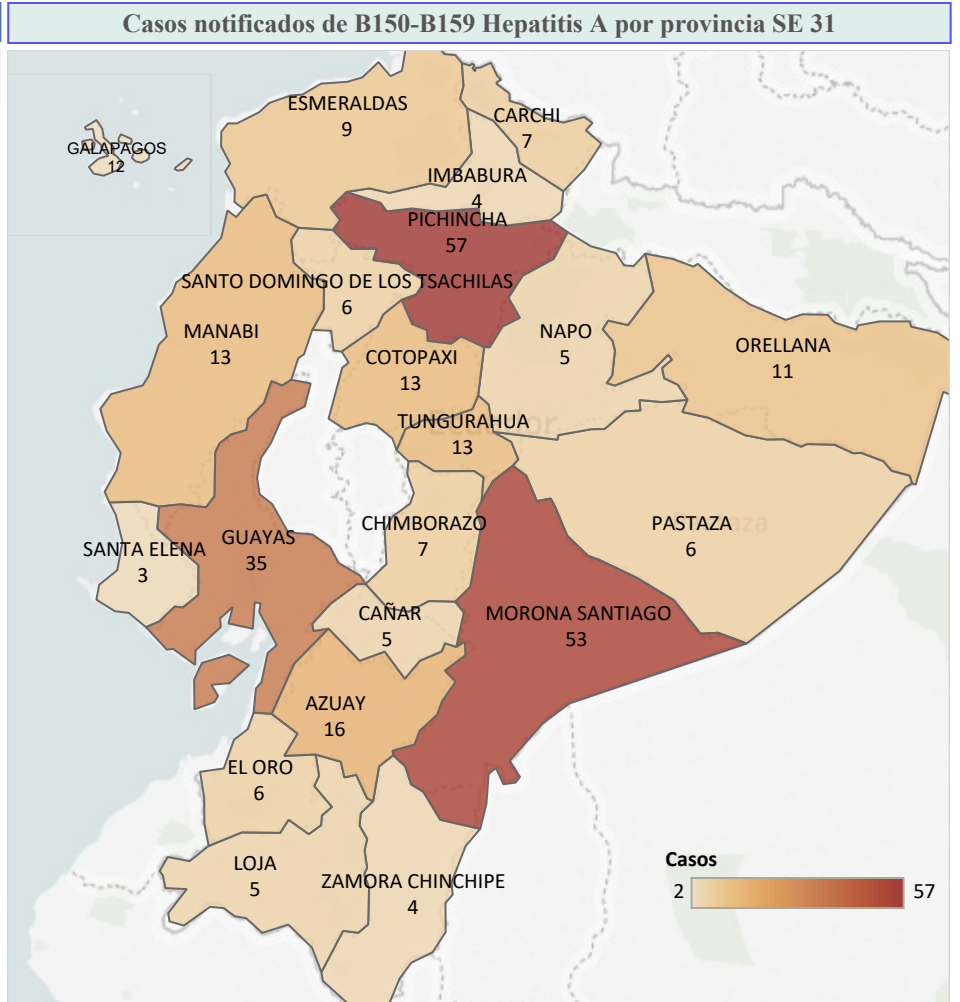 Casos notificados de B150-B159 Hepatitis A por provincia SE 31
ESMERALDAS
9
CARCHI
7
GALAPAGOS
12
IMBABURA
4
PICHINCHA
57
SANTO DOMINGO DE LOS TSACHILAS
6
MANABI
13
COTOPAXI
13
NAPO
5
ORELLANA
11
Ecuador
TUNGURAHUA
13
CHIMBORAZO
7
PASTAZA
6
SANTA ELENA
3
GUAYAS
35
CAÑAR
5
MORONA SANTIAGO
53
AZUAY
16
EL ORO
6
LOJA
5
ZAMORA CHINCHIPE
4
Casos
2
57